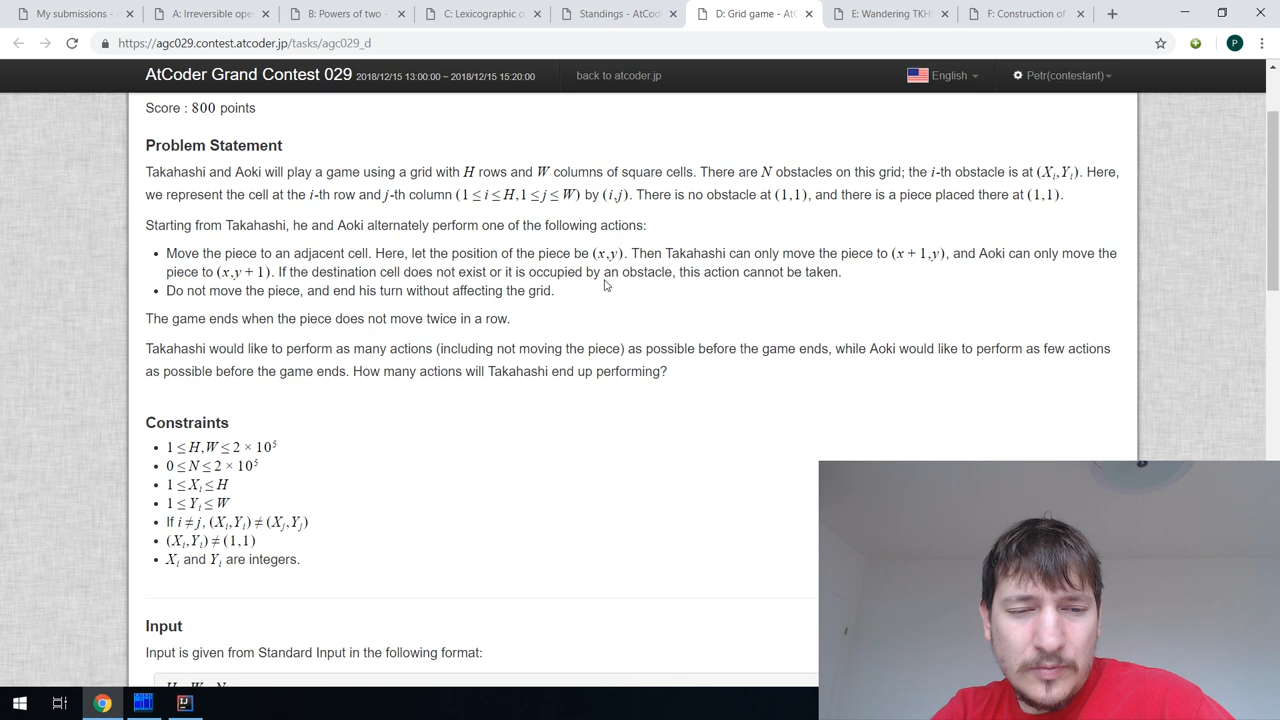 My submissions - A
A: Irreversible ope
B: Powers of two -
C: Lexicographic c
Standings - AtCod
D: Grid game - AtC
E: Wandering TKH
F: Construction of
https://agc029.contest.atcoder.jp/tasks/agc029_d
P
AtCoder Grand Contest 029 2018/12/15 13:00:00 ~ 2018/12/15 15:20:00 back to atcoder.jp English Petr(contestant)
Score : 800 points
Problem Statement
Takahashi and Aoki will play a game using a grid with H rows and W columns of square cells. There are N obstacles on this grid; the i-th obstacle is at (Xi,Yi). Here,
we represent the cell at the i-th row and j-th column (1 ≤ i ≤ H,1 ≤ j ≤ W) by (i,j). There is no obstacle at (1,1), and there is a piece placed there at (1,1).
Starting from Takahashi, he and Aoki alternately perform one of the following actions:
• Move the piece to an adjacent cell. Here, let the position of the piece be (x,y). Then Takahashi can only move the piece to (x + 1,y), and Aoki can only move the
piece to (x,y + 1). If the destination cell does not exist or it is occupied by an obstacle, this action cannot be taken.
• Do not move the piece, and end his turn without affecting the grid.
The game ends when the piece does not move twice in a row.
Takahashi would like to perform as many actions (including not moving the piece) as possible before the game ends, while Aoki would like to perform as few actions
as possible before the game ends. How many actions will Takahashi end up performing?
Constraints
• 1 ≤ H,W ≤ 2 × 10^5
• 0 ≤ N ≤ 2 × 10^5
• 1 ≤ Xi ≤ H
• 1 ≤ Yi ≤ W
• If i ≠ j, (Xi,Yi) ≠ (Xj,Yj)
• (Xi,Yi) ≠ (1,1)
• Xi and Yi are integers.
Input
Input is given from Standard Input in the following format:
H W N